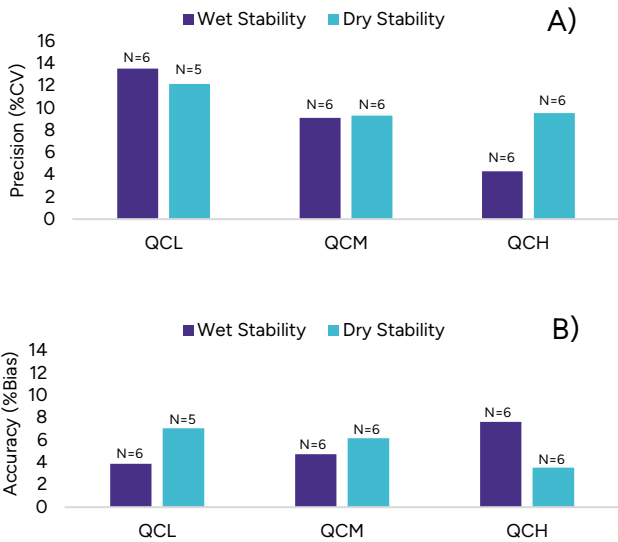 Wet Stability Dry Stability A)
Precision (%CV)
16
14
12
10
8
6
4
2
0
N=6 N=5 N=6 N=6 N=6 N=6
QCL QCM QCH
Wet Stability Dry Stability B)
Accuracy (%Bias)
14
12
10
8
6
4
2
0
N=6 N=5 N=6 N=6 N=6 N=6
QCL QCM QCH